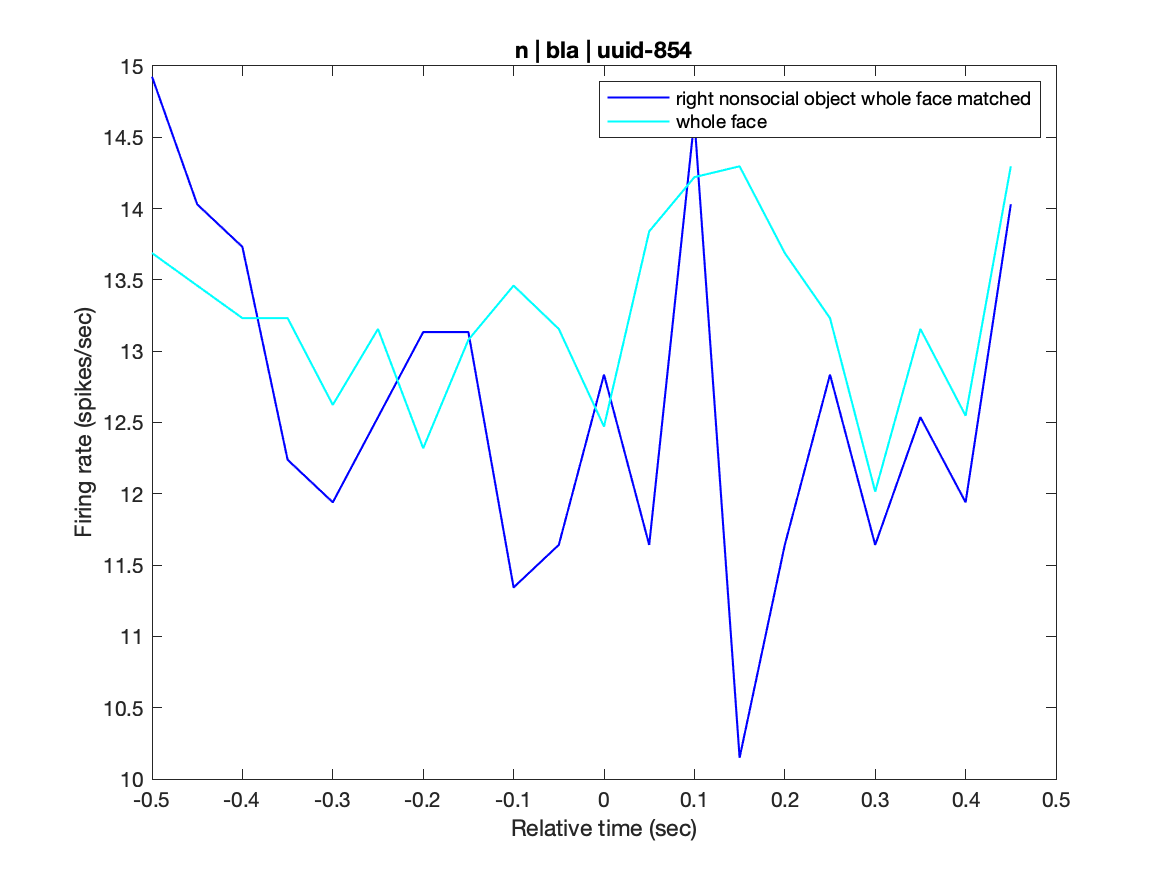 n | bla | uuid-854
right nonsocial object whole face matched
whole face
15
14.5
14
13.5
13
12.5
12
11.5
11
10.5
10
Firing rate (spikes/sec)
-0.5 -0.4 -0.3 -0.2 -0.1 0 0.1 0.2 0.3 0.4 0.5
Relative time (sec)